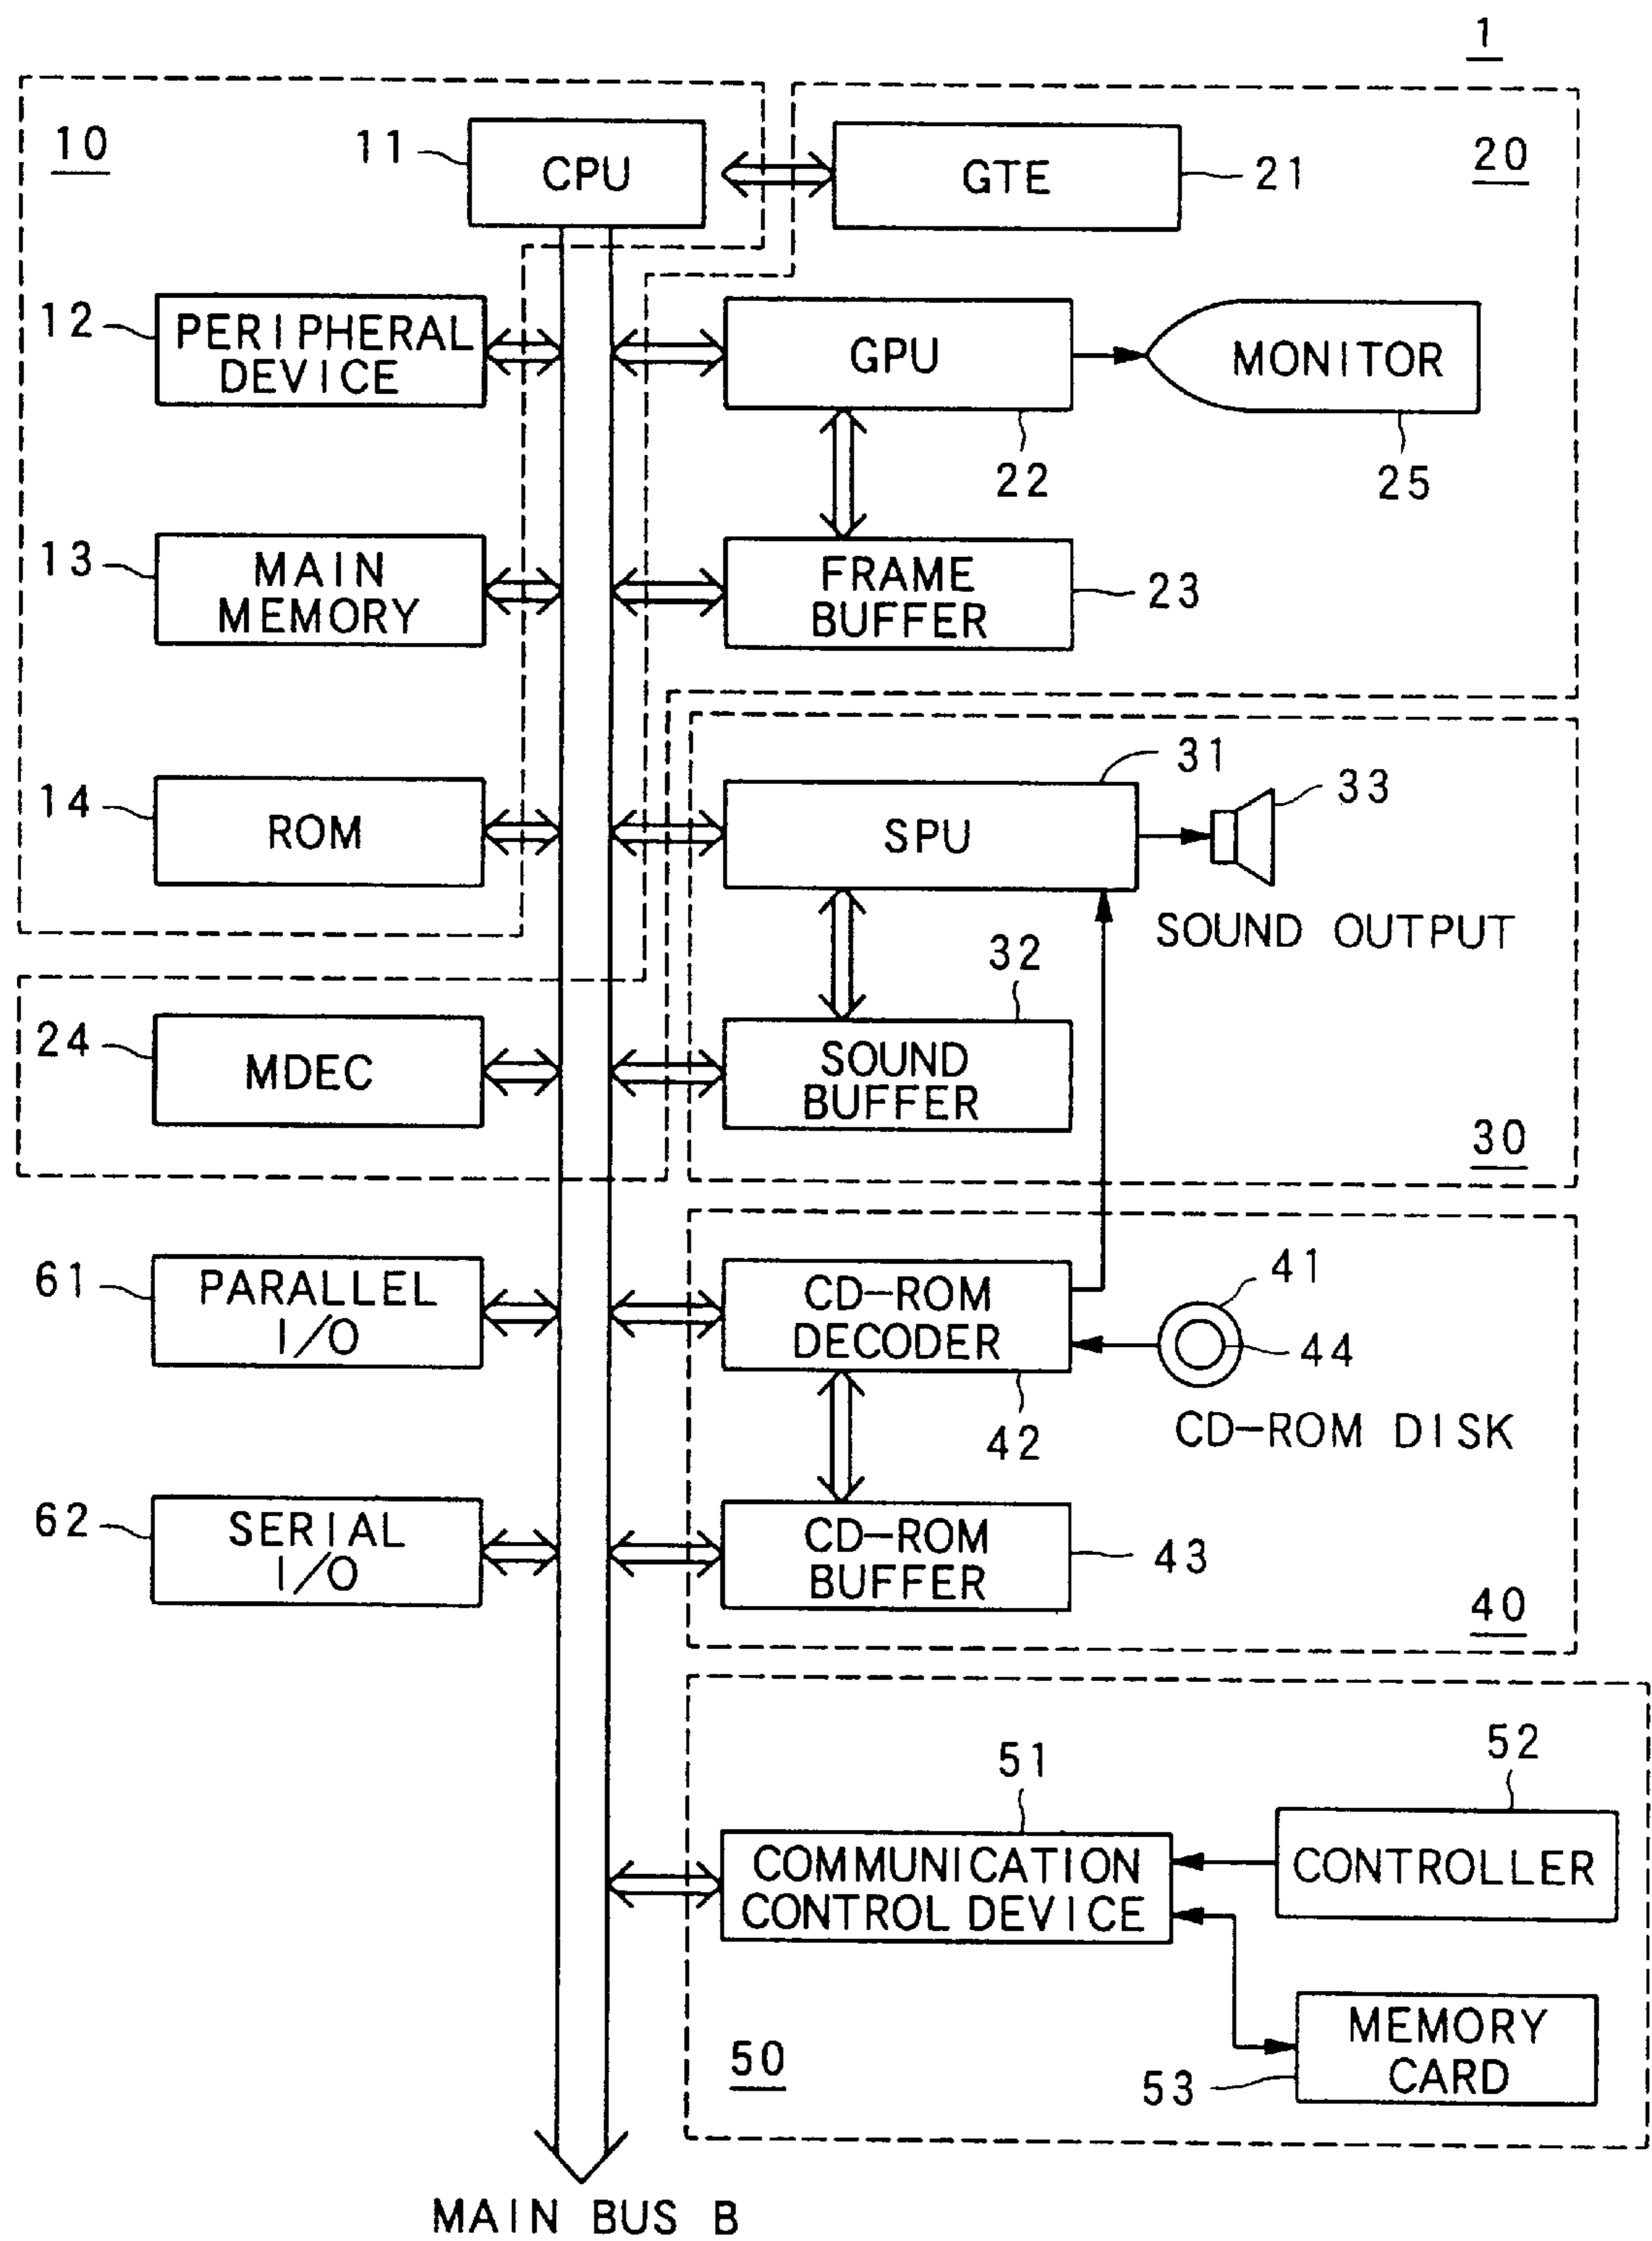 1
10
11
CPU
GTE
21
20
12
PERIPHERAL
DEVICE
GPU
22
MONITOR
25
13
MAIN
MEMORY
FRAME
BUFFER
23
14
ROM
31
SPU
33
SOUND OUTPUT
24
MDEC
32
SOUND
BUFFER
30
61
PARALLEL
I/O
CD-ROM
DECODER
42
41
44
CD-ROM DISK
62
SERIAL
I/O
CD-ROM
BUFFER
43
40
51
COMMUNICATION
CONTROL DEVICE
52
CONTROLLER
50
53
MEMORY
CARD
MAIN BUS B